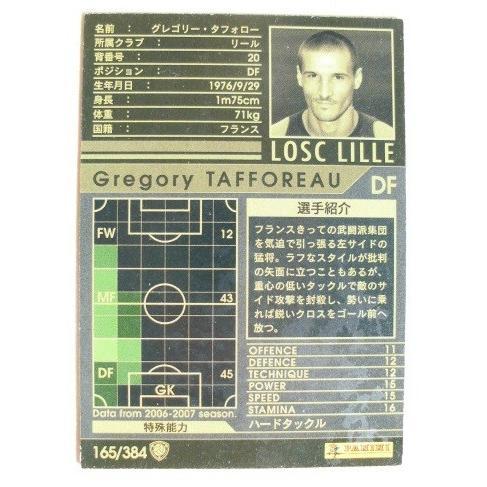 名前 : グレゴリー・タフォロー
所属クラブ : リール
背番号 : 20
ポジション : DF
生年月日 : 1976/9/29
身長 : 1m75cm
体重 : 71kg
国籍 : フランス
LOSC LILLE
Gregory TAFFOREAU DF
FW 12
MF 43
DF 45
GK
Data from 2006-2007 season.
特殊能力
選手紹介
フランスきっての武闘派集団
を気迫で引っ張る左サイドの
猛将。ラフなスタイルが批判
の矢面に立つこともあるが、
重心の低いタックルで敵のサ
イド攻撃を封殺し、勢いに乗
れば鋭いクロスをゴール前へ
放つ。
OFFENCE 11
DEFENCE 12
TECHNIQUE 12
POWER 15
SPEED 15
STAMINA 16
ハードタックル
165/384
PANINI